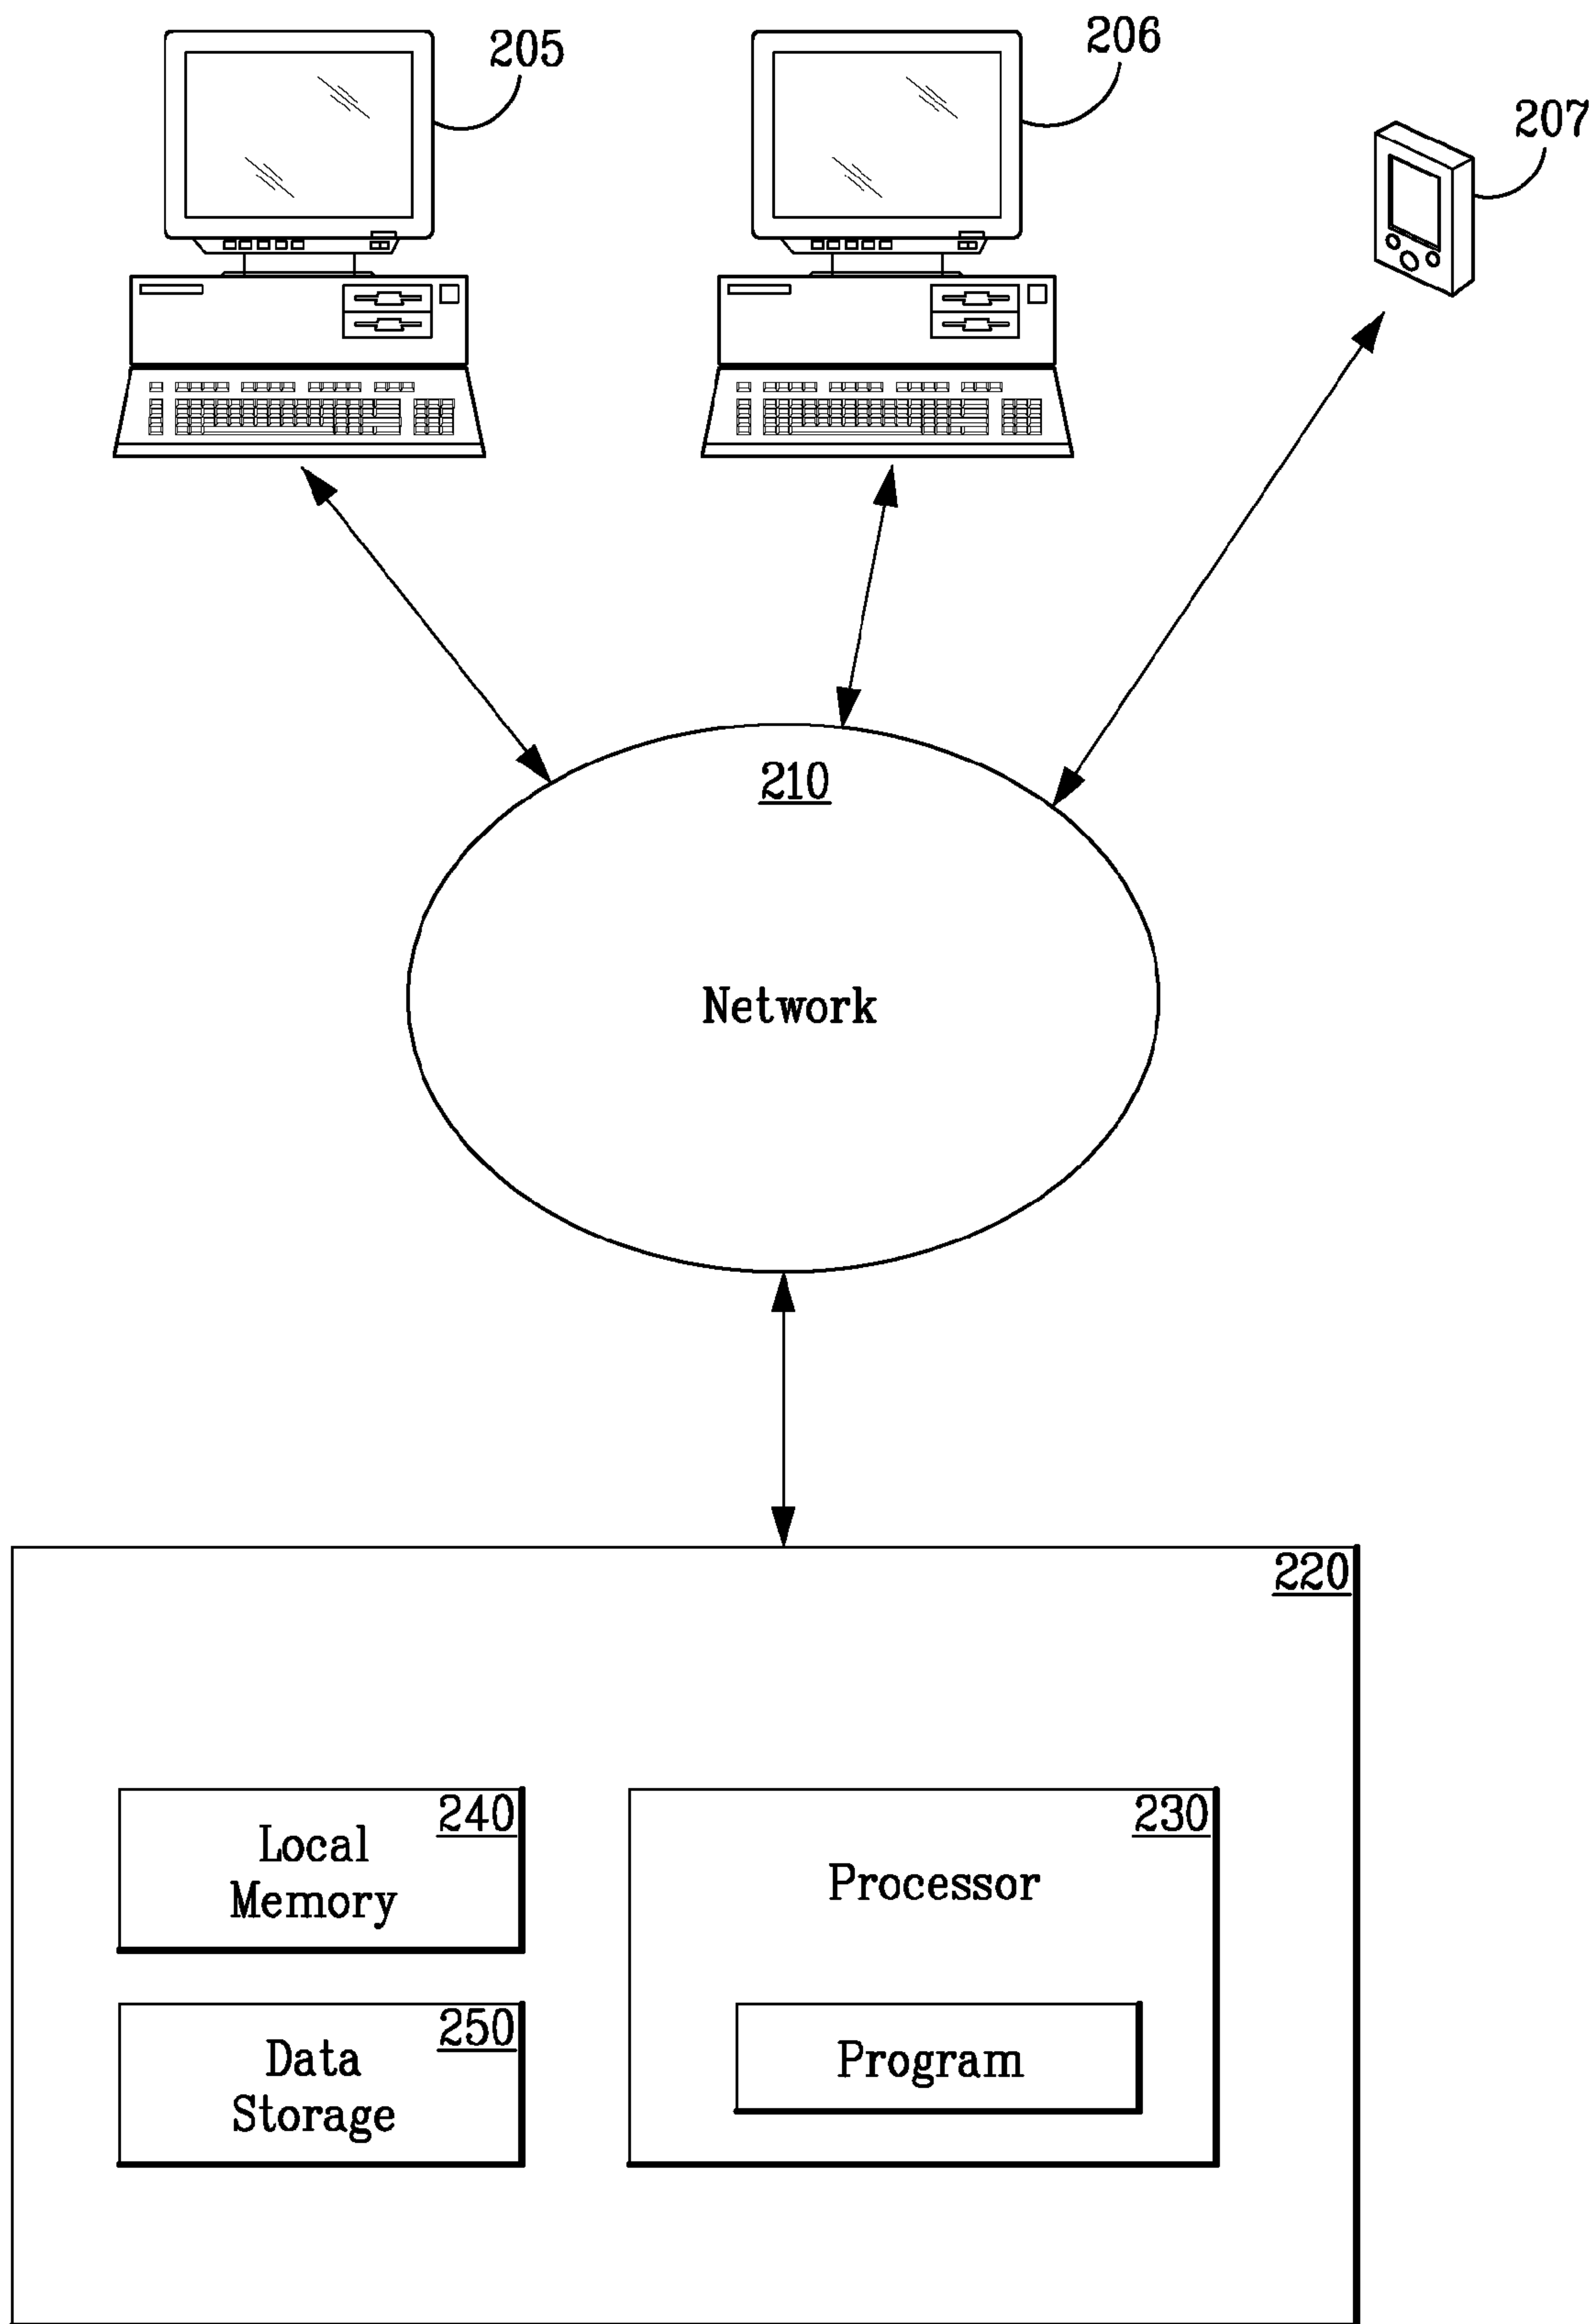 205
206
207
210
Network
220
240
Local
Memory
230
Processor
250
Data
Storage
Program